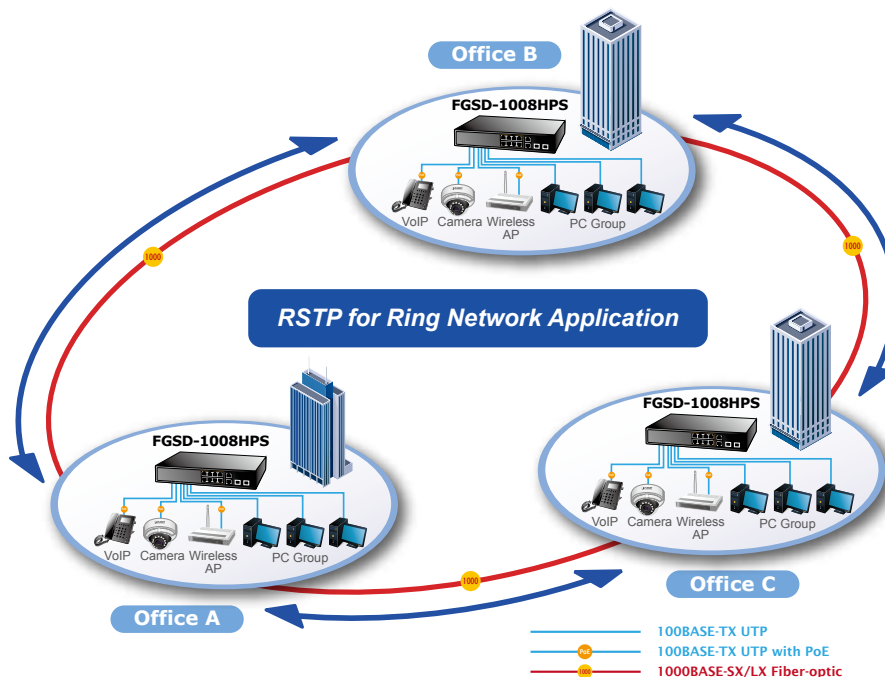 Office B
FGSD-1008HPS
VoIP Camera Wireless AP PC Group
1000
1000
RSTP for Ring Network Application
FGSD-1008HPS
VoIP Camera Wireless AP PC Group
Office A
FGSD-1008HPS
VoIP Camera Wireless AP PC Group
Office C
1000
100BASE-TX UTP
PoE
100BASE-TX UTP with PoE
1000
1000BASE-SX/LX Fiber-optic